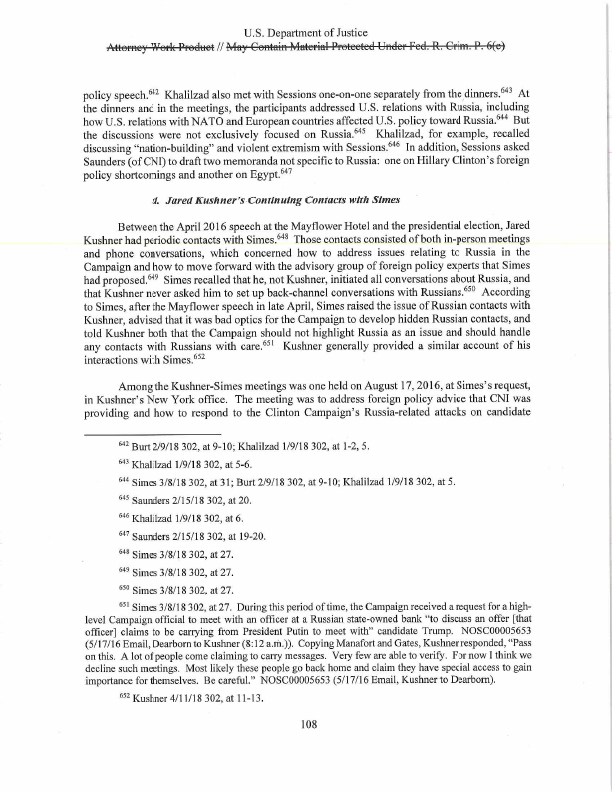 U.S. Department of Justice
Attorney Work Product // May Contain Material Protected Under Fed. R. Crim. P. 6(e)
policy speech.642 Khalilzad also met with Sessions one-on-one separately from the dinners.643 At
the dinners and in the meetings, the participants addressed U.S. relations with Russia, including
how U.S. relations with NATO and European countries affected U.S. policy toward Russia.644 But
the discussions were not exclusively focused on Russia.645 Khalilzad, for example, recalled
discussing "nation-building" and violent extremism with Sessions.646 In addition, Sessions asked
Saunders (of CNI) to draft two memoranda not specific to Russia: one on Hillary Clinton's foreign
policy shortcomings and another on Egypt.647
d. Jared Kushner's Continuing Contacts with Simes
Between the April 2016 speech at the Mayflower Hotel and the presidential election, Jared
Kushner had periodic contacts with Simes.648 Those contacts consisted of both in-person meetings
and phone conversations, which concerned how to address issues relating to Russia in the
Campaign and how to move forward with the advisory group of foreign policy experts that Simes
had proposed.649 Simes recalled that he, not Kushner, initiated all conversations about Russia, and
that Kushner never asked him to set up back-channel conversations with Russians.650 According
to Simes, after the Mayflower speech in late April, Simes raised the issue of Russian contacts with
Kushner, advised that it was bad optics for the Campaign to develop hidden Russian contacts, and
told Kushner both that the Campaign should not highlight Russia as an issue and should handle
any contacts with Russians with care.651 Kushner generally provided a similar account of his
interactions with Simes.652
Among the Kushner-Simes meetings was one held on August 17, 2016, at Simes's request,
in Kushner's New York office. The meeting was to address foreign policy advice that CNI was
providing and how to respond to the Clinton Campaign's Russia-related attacks on candidate
642 Burt 2/9/18 302, at 9-10; Khalilzad 1/9/18 302, at 1-2, 5.
643 Khalilzad 1/9/18 302, at 5-6.
644 Simes 3/8/18 302, at 31; Burt 2/9/18 302, at 9-10; Khalilzad 1/9/18 302, at 5.
645 Saunders 2/15/18 302, at 20.
646 Khalilzad 1/9/18 302, at 6.
647 Saunders 2/15/18 302, at 19-20.
648 Simes 3/8/18 302, at 27.
649 Simes 3/8/18 302, at 27.
650 Simes 3/8/18 302, at 27.
651 Simes 3/8/18 302, at 27. During this period of time, the Campaign received a request for a high-
level Campaign official to meet with an officer at a Russian state-owned bank "to discuss an offer [that
officer] claims to be carrying from President Putin to meet with" candidate Trump. NOSC00005653
(5/17/16 Email, Dearborn to Kushner (8:12 a.m.)). Copying Manafort and Gates, Kushner responded, "Pass
on this. A lot of people come claiming to carry messages. Very few are able to verify. For now I think we
decline such meetings. Most likely these people go back home and claim they have special access to gain
importance for themselves. Be careful." NOSC00005653 (5/17/16 Email, Kushner to Dearborn).
652 Kushner 4/11/18 302, at 11-13.
108